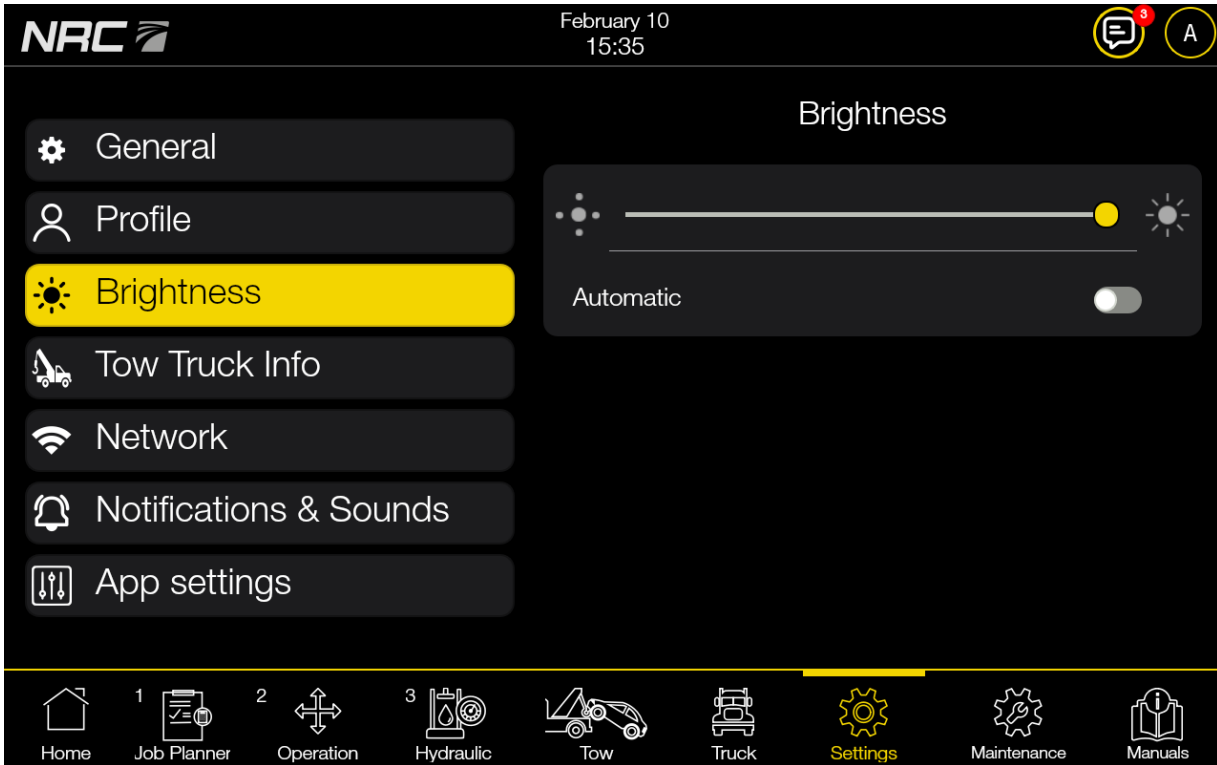 NRC
February 10
15:35
3
A
General
Profile
Brightness
Tow Truck Info
Network
Notifications & Sounds
App settings
Brightness
Automatic
Home
1
Job Planner
2
Operation
3
Hydraulic
Tow
Truck
Settings
Maintenance
Manuals